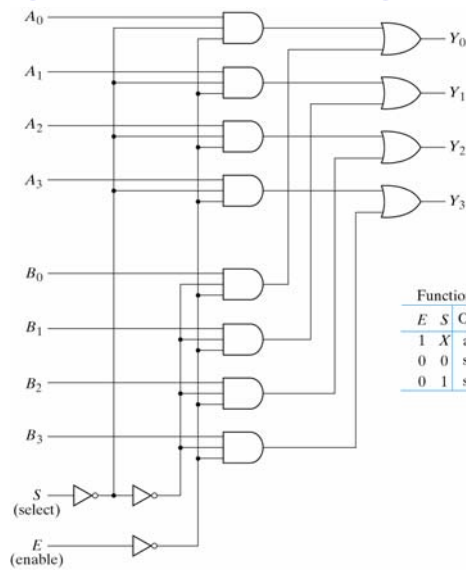 A0
Y0
A1
Y1
A2
Y2
A3
Y3
B0
B1
B2
B3
S
(select)
E
(enable)
E S
1 X
0 0
0 1